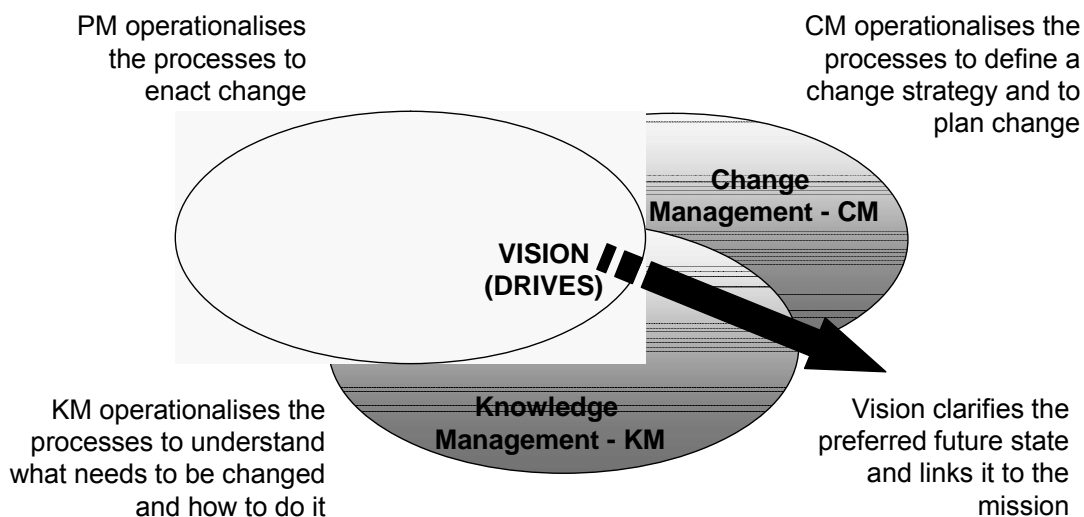 PM operationalises
the processes to
enact change
CM operationalises the
processes to define a
change strategy and to
plan change
Change
Management - CM
VISION
(DRIVES)
Knowledge
Management - KM
KM operationalises the
processes to understand
what needs to be changed
and how to do it
Vision clarifies the
preferred future state
and links it to the
mission